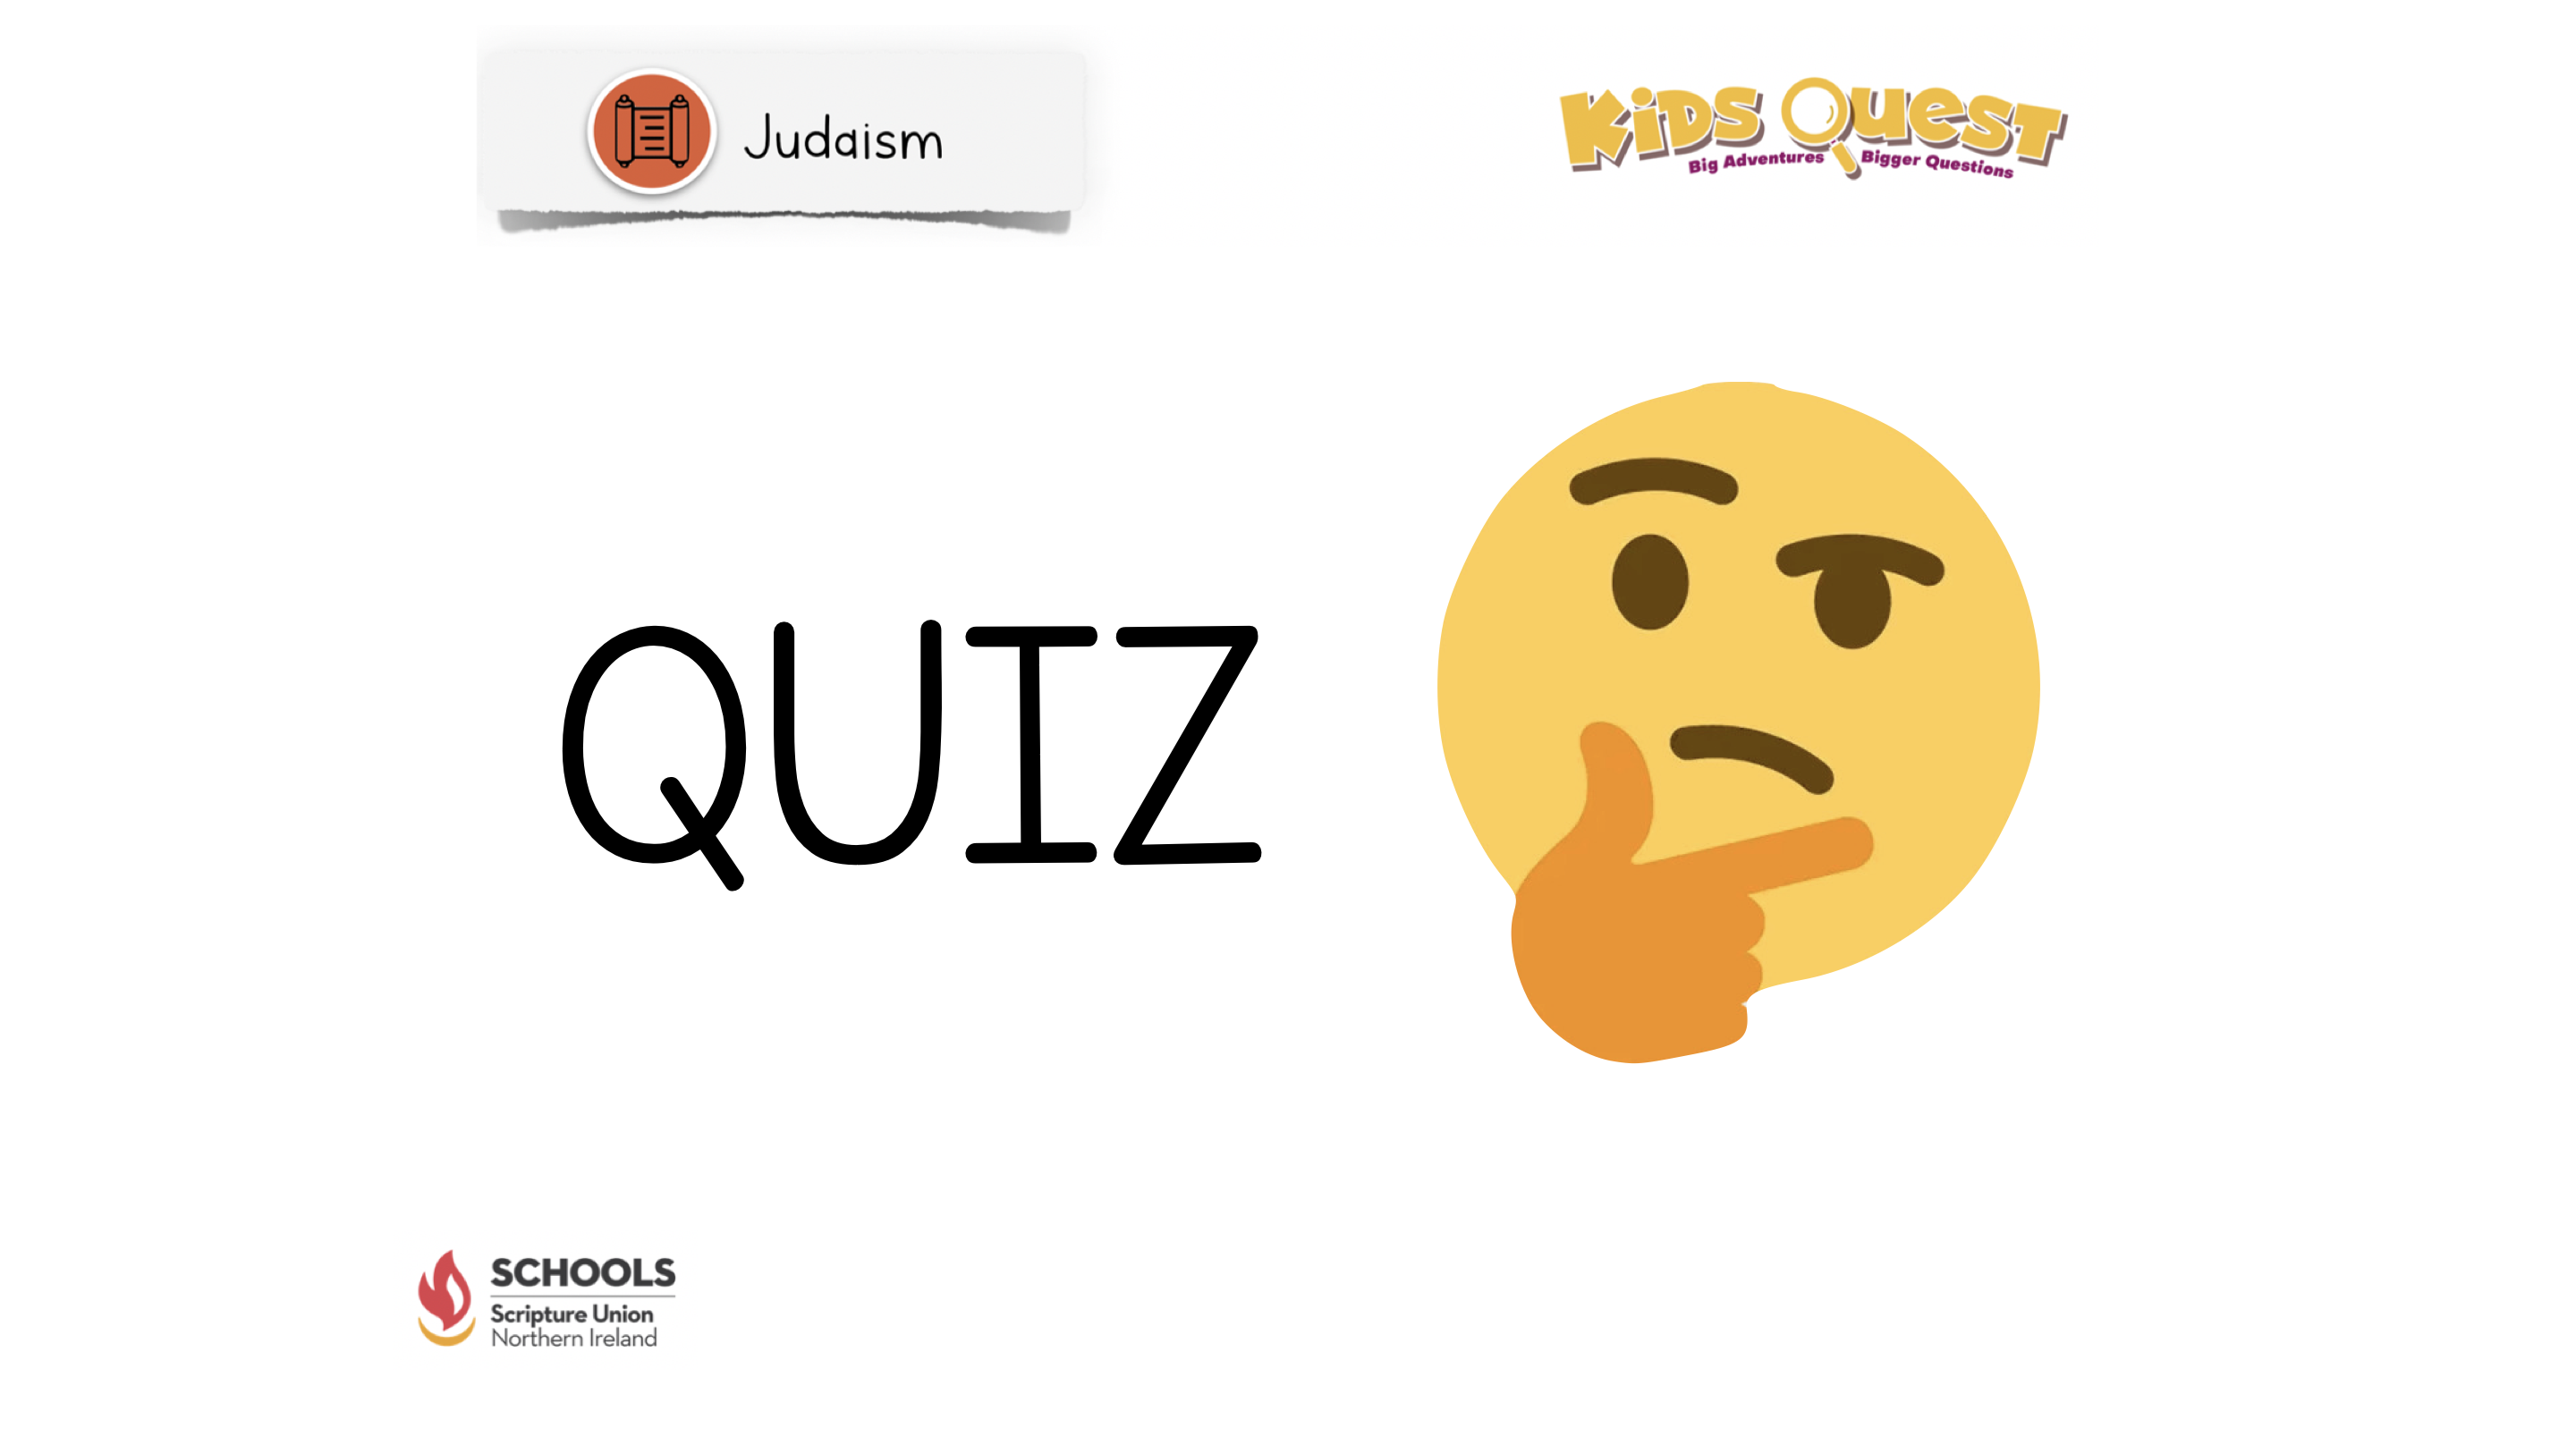 Judaism
KiDS QuEST
Big Adventures Bigger Questions
QUIZ
SCHOOLS
Scripture Union
Northern Ireland